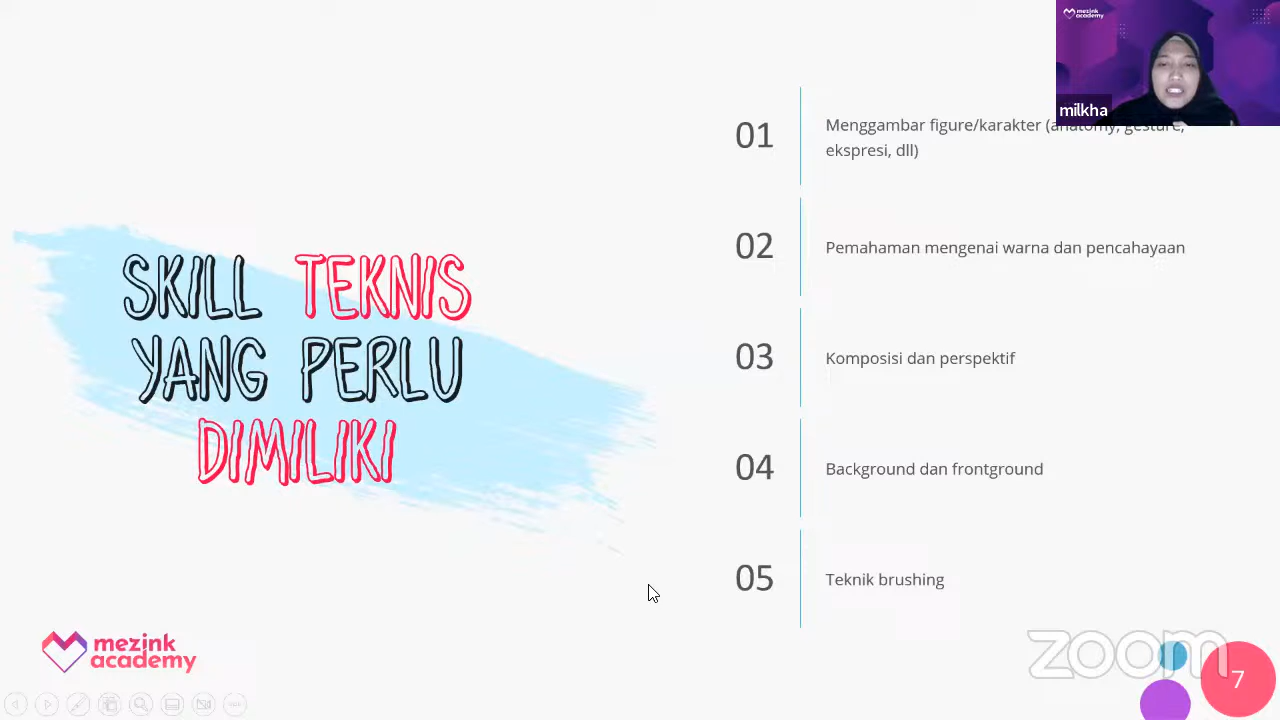 mezink
academy
milkha
SKILL TEKNIS
YANG PERLU
DIMILIKI
01
Menggambar figure/karakter (anatomy, gesture,
ekspresi, dll)
02
Pemahaman mengenai warna dan pencahayaan
03
Komposisi dan perspektif
04
Background dan frontground
05
Teknik brushing
mezink
academy
zoom
7